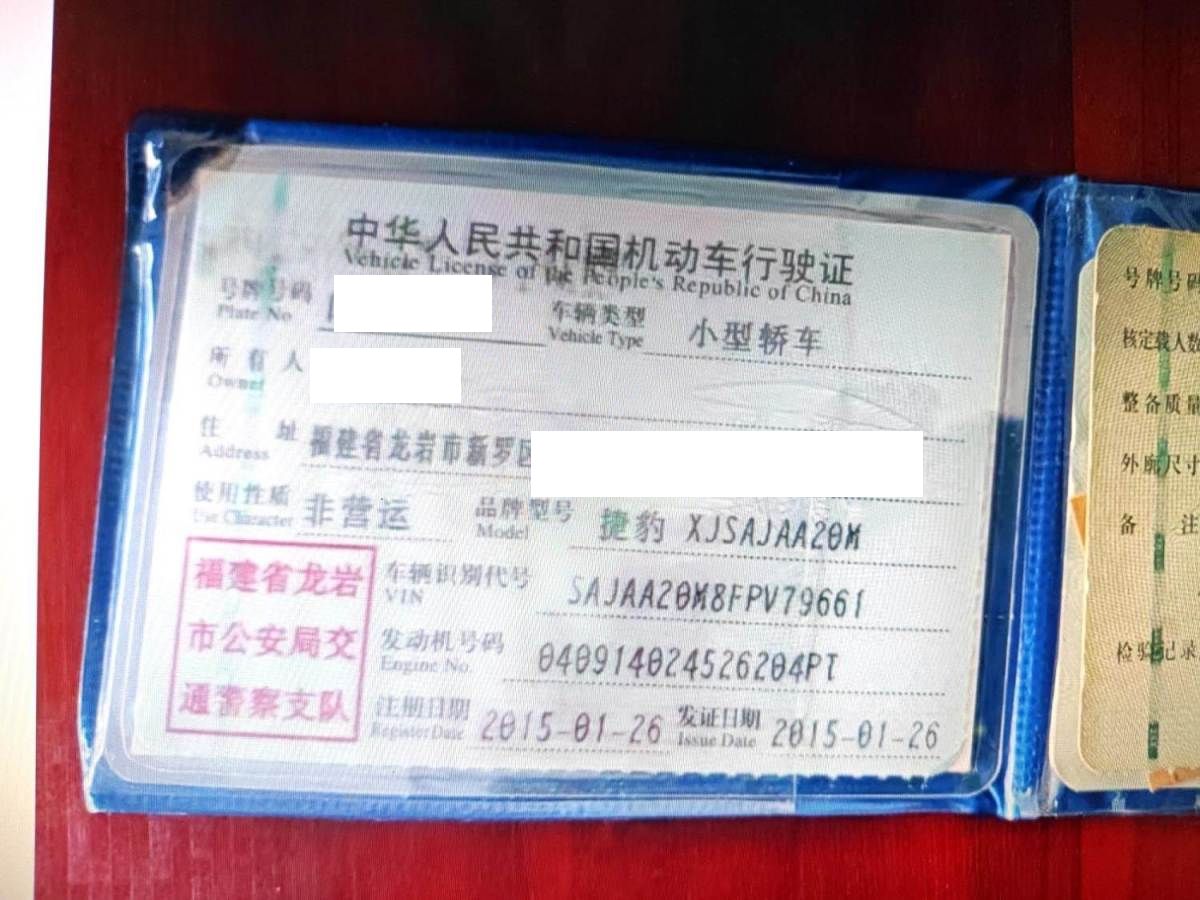 中华人民共和国机动车行驶证
Vehicle License of the People's Republic of China
号牌号码
Plate No
车辆类型 小型轿车
Vehicle Type
所有人
Owner
住址 福建省龙岩市新罗区
Address
使用性质 非营运
Use Character
品牌型号 捷豹 XJSAJAA20M
Model
福建省龙岩
市公安局交
通警察支队
车辆识别代号 SAJAA20M8FPV79661
VIN
发动机号码 040914024526204PT
Engine No.
注册日期 2015-01-26
Register Date
发证日期 2015-01-26
Issue Date
号牌号码
核定载人数
整备质量
外廓尺寸
备注
检验记录